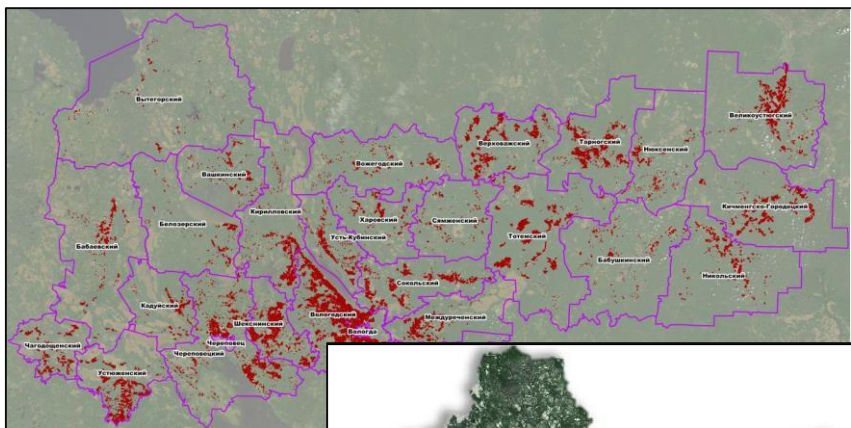 Вытегорский
Великоустюгский
Верховажский
Тарногский
Нюксенский
Вожегодский
Вашкинский
Кичменгско-Городецкий
Кирилловский
Харовский
Сямженский
Белозерский
Усть-Кубинский
Тотемский
Бабаевский
Бабушкинский
Никольский
Сокольский
Кадуйский
Вологодский
Междуреченский
Шекснинский
Вологда
Чагодощенский
Череповец
Череповецкий
Устюженский